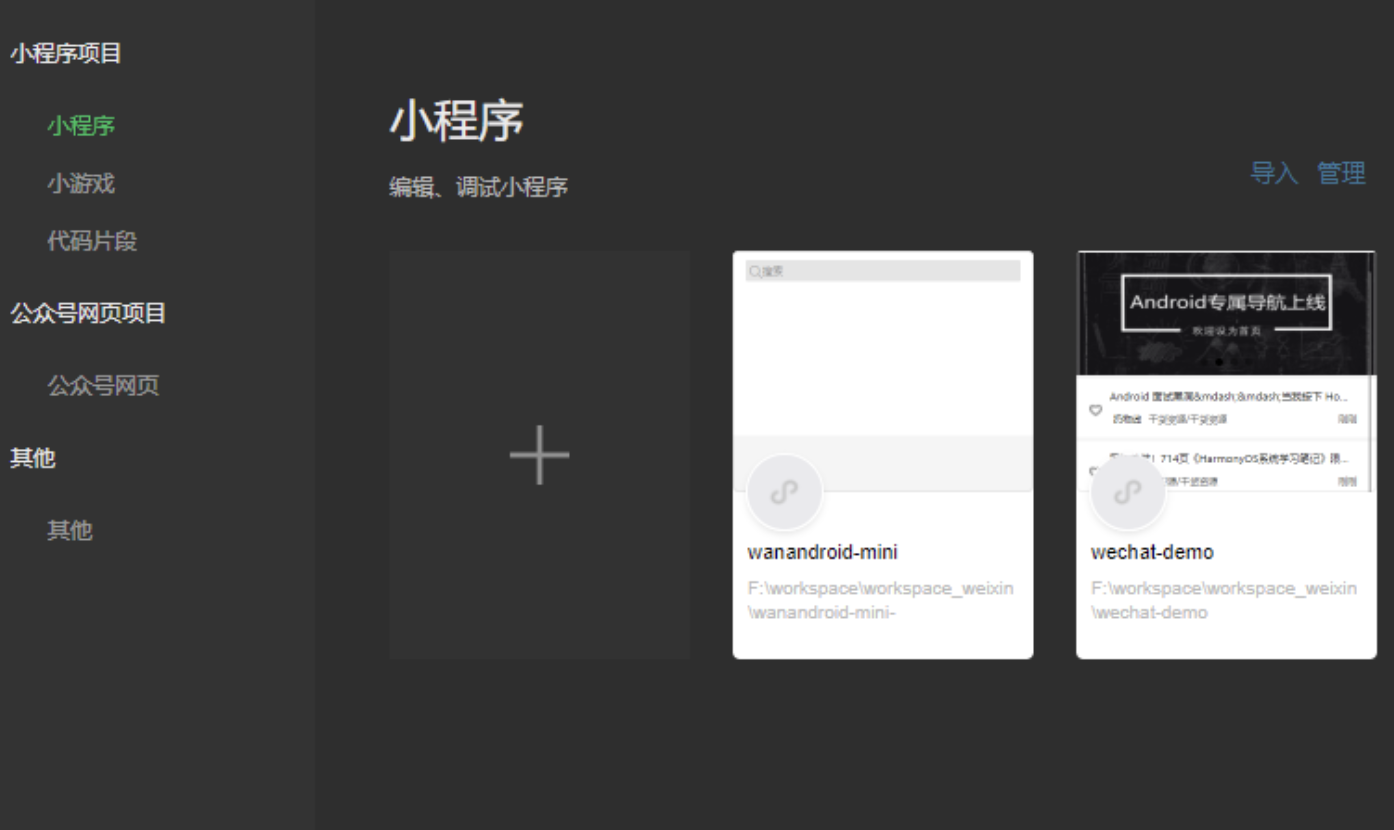 小程序项目
小程序
小游戏
代码片段
公众号网页项目
公众号网页
其他
其他
小程序
编辑、调试小程序
导入 管理
搜索
wanandroid-mini
F:\workspace\workspace_weixin
\wanandroid-mini-
Android专属导航上线
欢迎设为首页
Android 面试黑洞&mdash;&mdash;当我按下 Ho...
干货资源/干货资源
刚刚
714页《HarmonyOS系统学习笔记》限...
/干货资源
刚刚
wechat-demo
F:\workspace\workspace_weixin
\wechat-demo